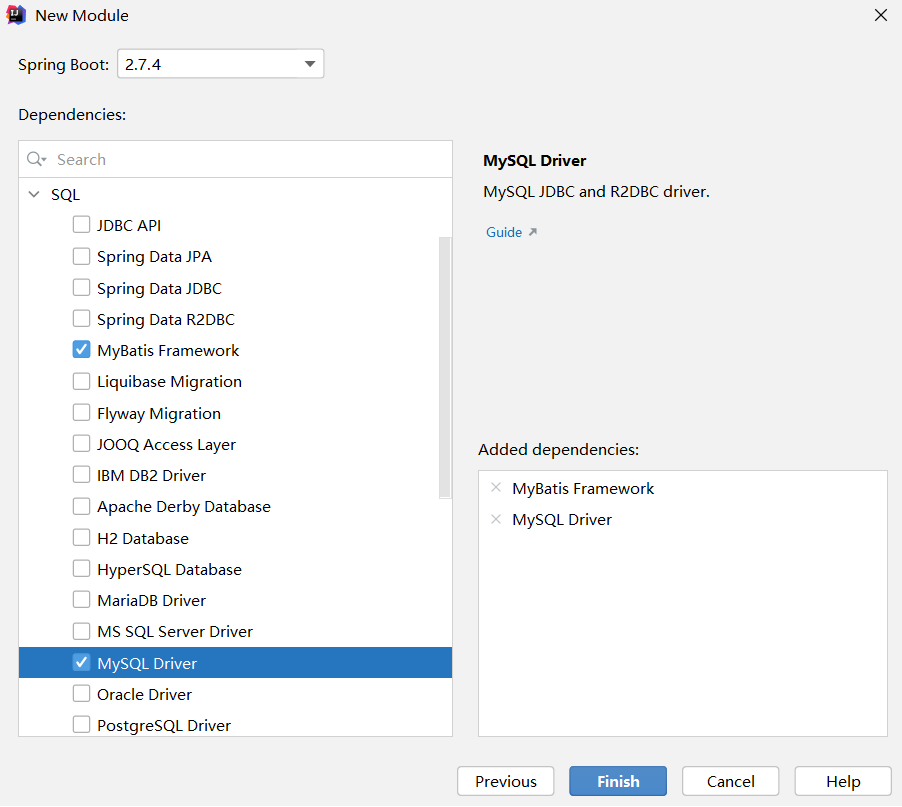 New Module
Spring Boot: 2.7.4
Dependencies:
Search
SQL
JDBC API
Spring Data JPA
Spring Data JDBC
Spring Data R2DBC
MyBatis Framework
Liquibase Migration
Flyway Migration
JOOQ Access Layer
IBM DB2 Driver
Apache Derby Database
H2 Database
HyperSQL Database
MariaDB Driver
MS SQL Server Driver
MySQL Driver
Oracle Driver
PostgreSQL Driver
MySQL Driver
MySQL JDBC and R2DBC driver.
Guide
Added dependencies:
MyBatis Framework
MySQL Driver
Previous Finish Cancel Help